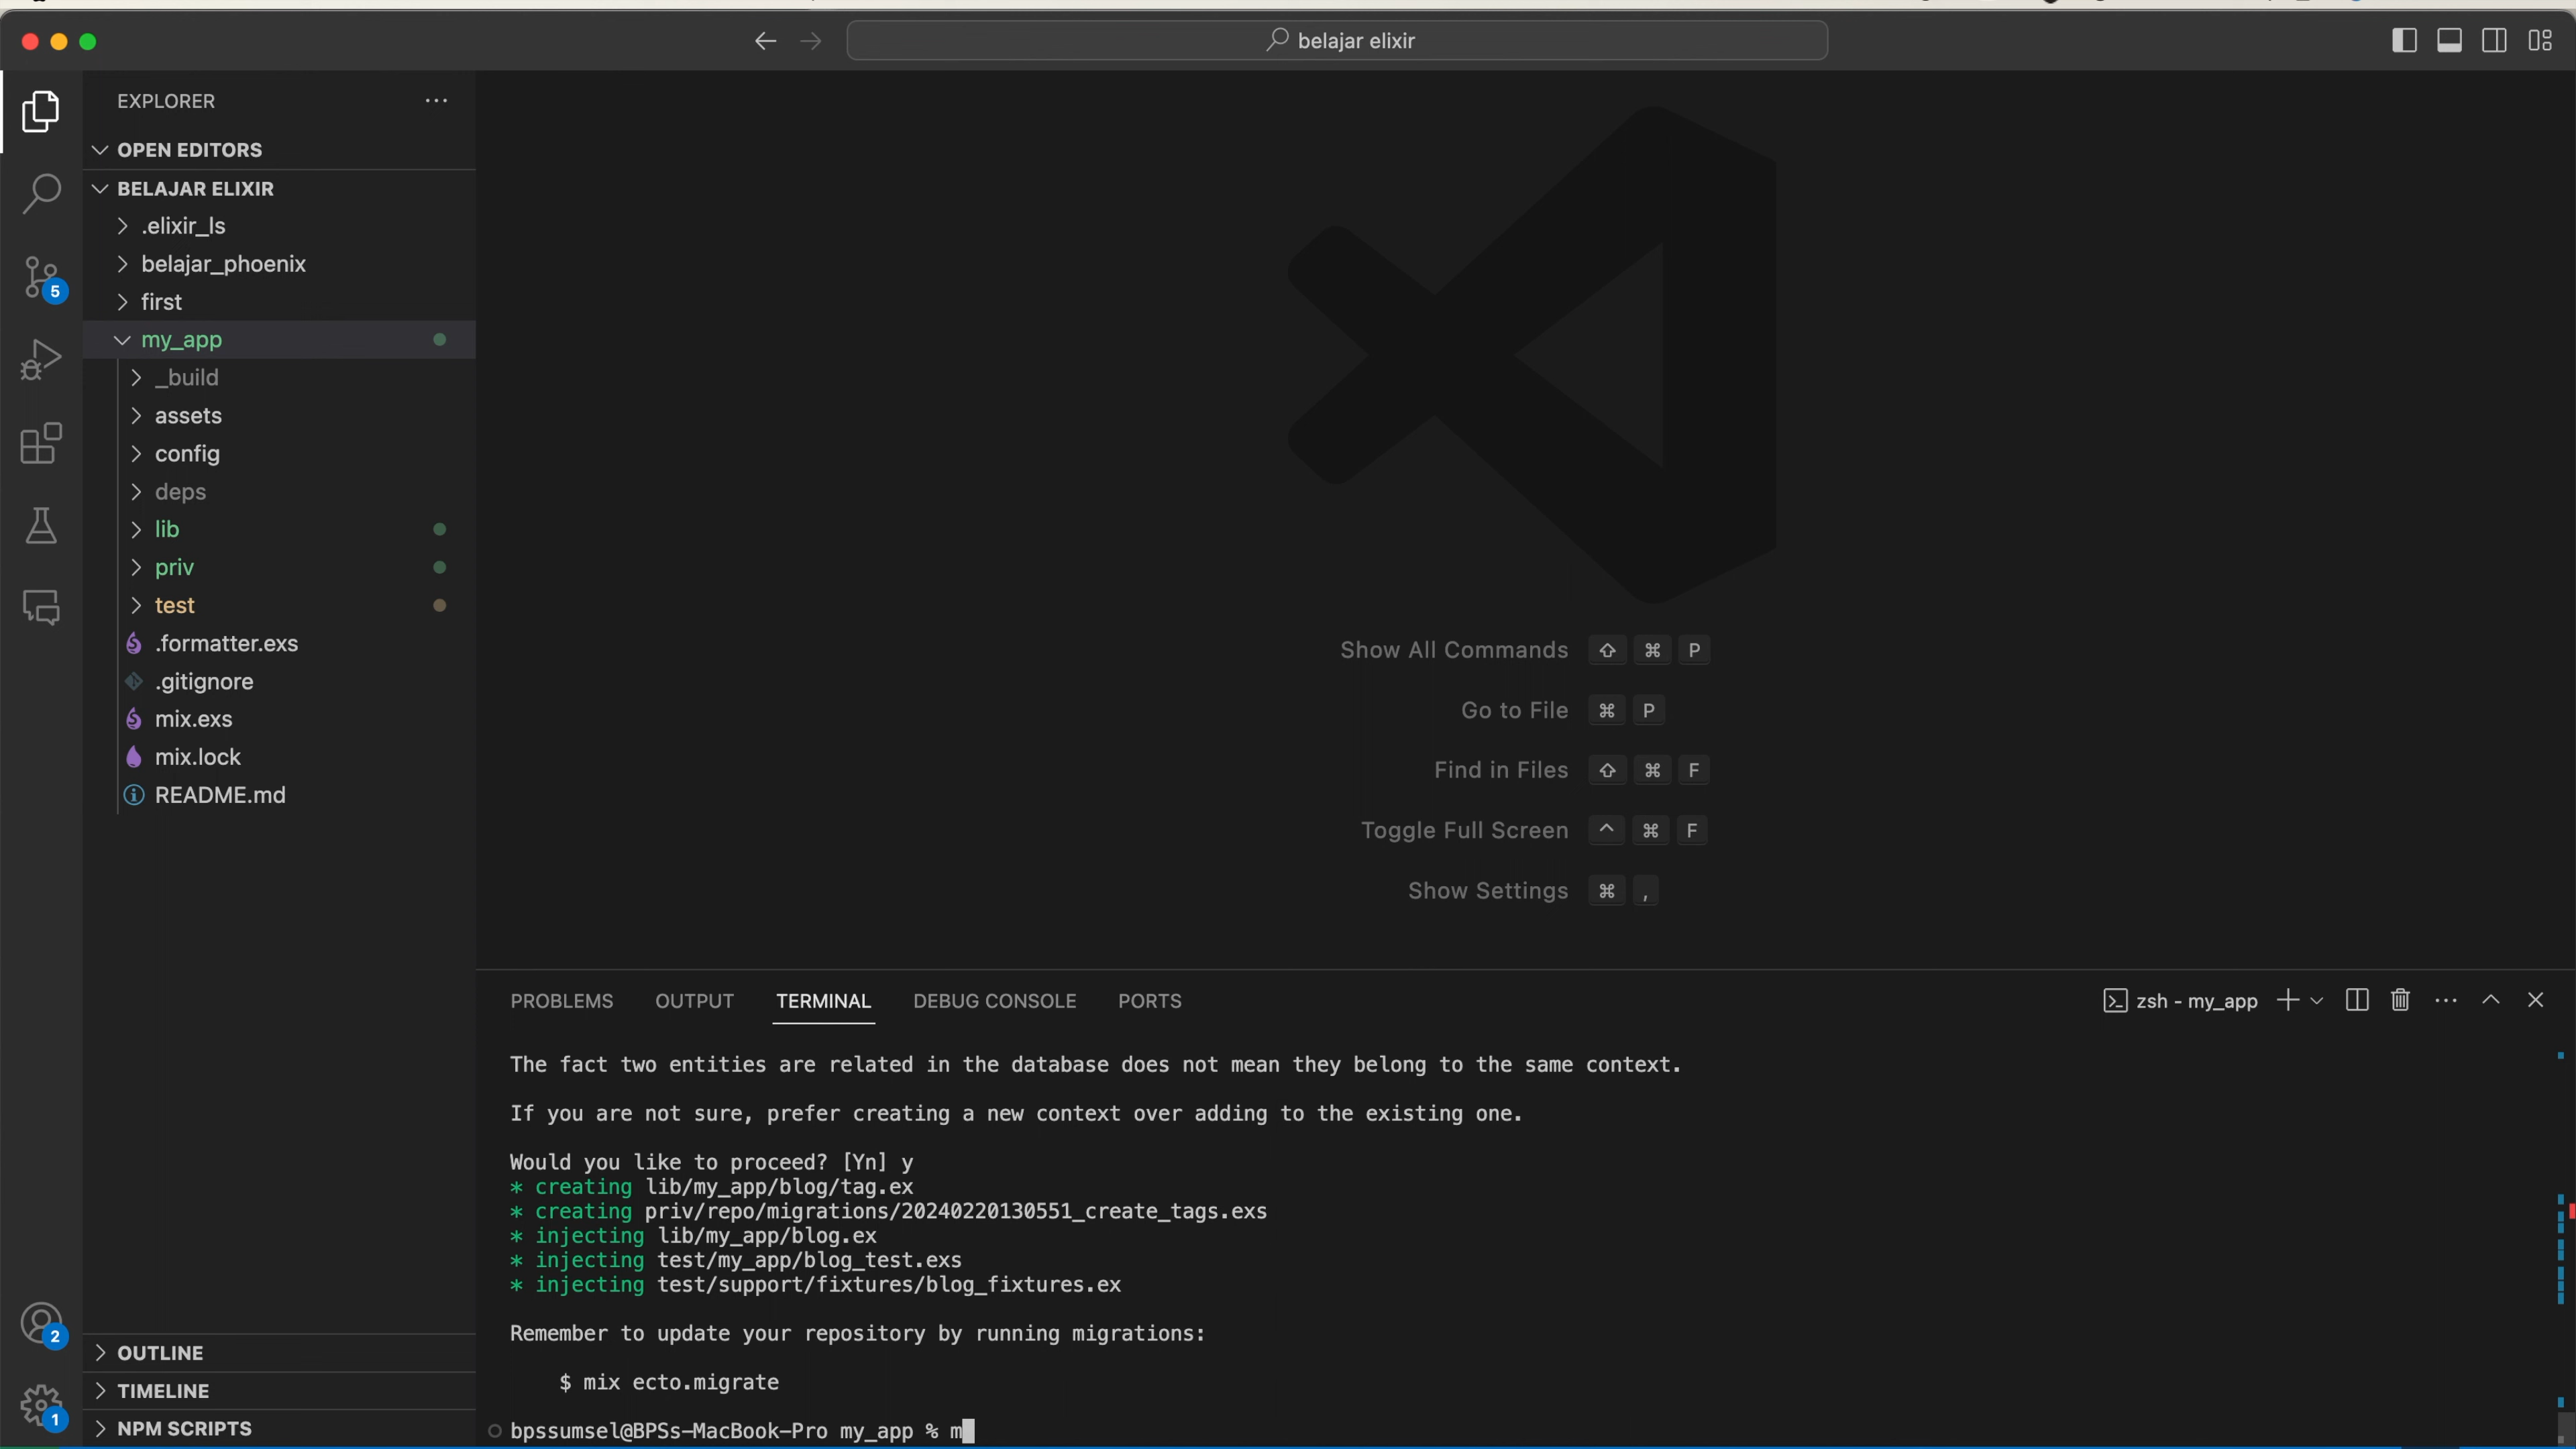 belajar elixir
EXPLORER
OPEN EDITORS
BELAJAR ELIXIR
.elixir_ls
belajar_phoenix
first
my_app
_build
assets
config
deps
lib
priv
test
.formatter.exs
.gitignore
mix.exs
mix.lock
README.md
OUTLINE
TIMELINE
NPM SCRIPTS
5
2
1
Show All Commands ⇧ ⌘ P
Go to File ⌘ P
Find in Files ⇧ ⌘ F
Toggle Full Screen ^ ⌘ F
Show Settings ⌘ ,
PROBLEMS OUTPUT TERMINAL DEBUG CONSOLE PORTS
zsh - my_app
The fact two entities are related in the database does not mean they belong to the same context.
If you are not sure, prefer creating a new context over adding to the existing one.
Would you like to proceed? [Yn] y
* creating lib/my_app/blog/tag.ex
* creating priv/repo/migrations/20240220130551_create_tags.exs
* injecting lib/my_app/blog.ex
* injecting test/my_app/blog_test.exs
* injecting test/support/fixtures/blog_fixtures.ex
Remember to update your repository by running migrations:
$ mix ecto.migrate
bpssumsel@BPSs-MacBook-Pro my_app % m